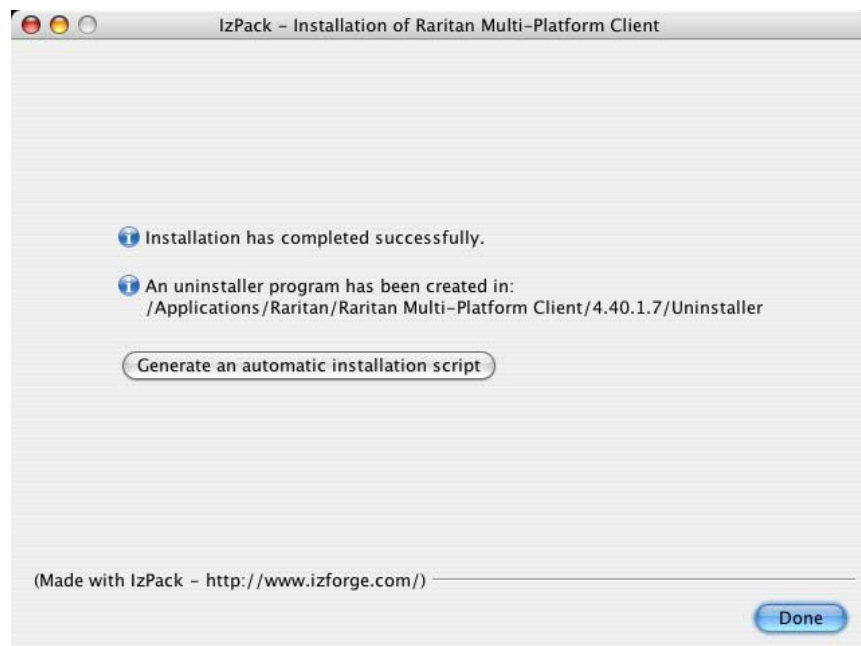 IzPack – Installation of Raritan Multi–Platform Client
Installation has completed successfully.
An uninstaller program has been created in:
/Applications/Raritan/Raritan Multi–Platform Client/4.40.1.7/Uninstaller
Generate an automatic installation script
(Made with IzPack – http://www.izforge.com/)
Done